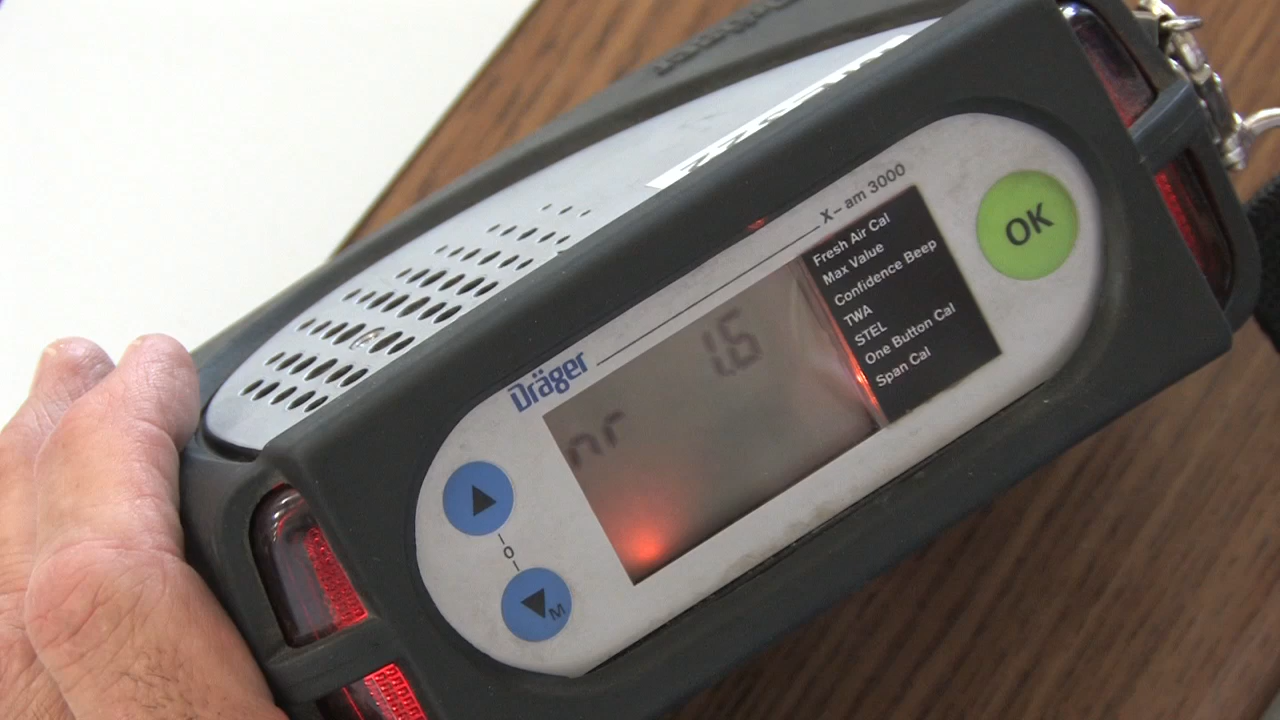 X-am 3000
Fresh Air Cal
Max Value
Confidence Beep
TWA
STEL
One Button Cal
Span Cal
OK
Dräger
1.6
nr
I
O
I
M